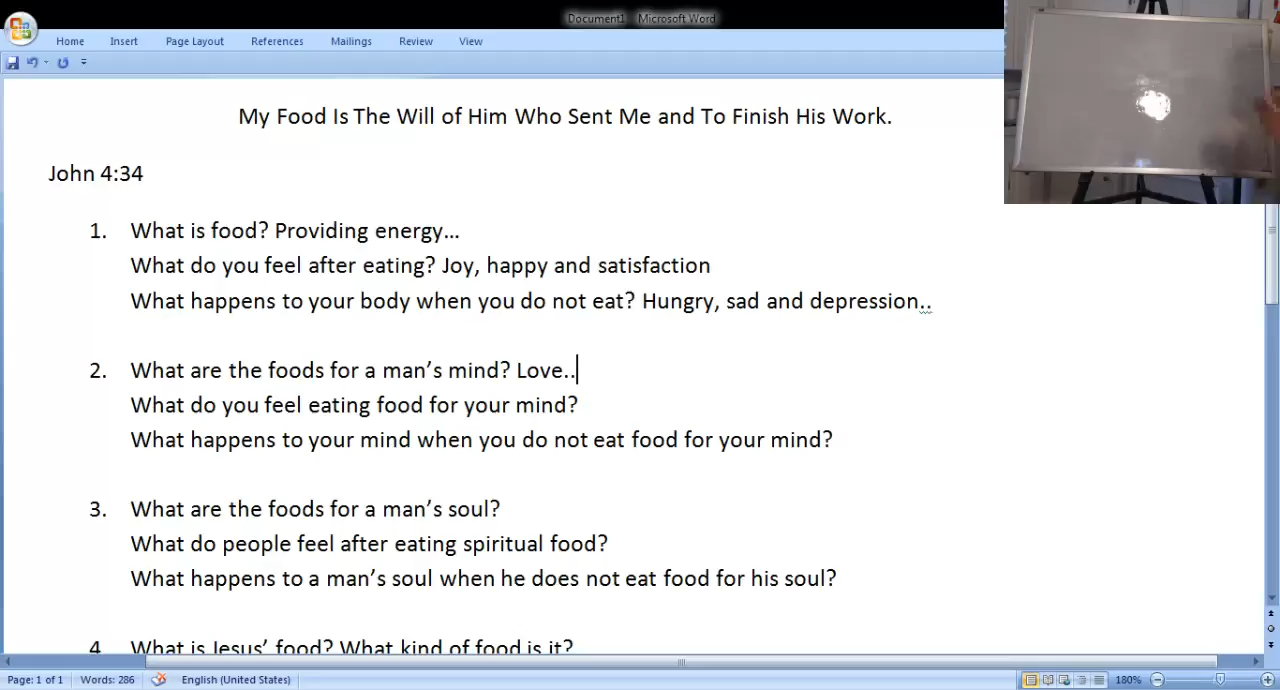 Document1 - Microsoft Word
Home Insert Page Layout References Mailings Review View
My Food Is The Will of Him Who Sent Me and To Finish His Work.
John 4:34
1. What is food? Providing energy…
What do you feel after eating? Joy, happy and satisfaction
What happens to your body when you do not eat? Hungry, sad and depression..
2. What are the foods for a man’s mind? Love..
What do you feel eating food for your mind?
What happens to your mind when you do not eat food for your mind?
3. What are the foods for a man’s soul?
What do people feel after eating spiritual food?
What happens to a man’s soul when he does not eat food for his soul?
4. What is Jesus’ food? What kind of food is it?
Page: 1 of 1 Words: 286 English (United States) 180%